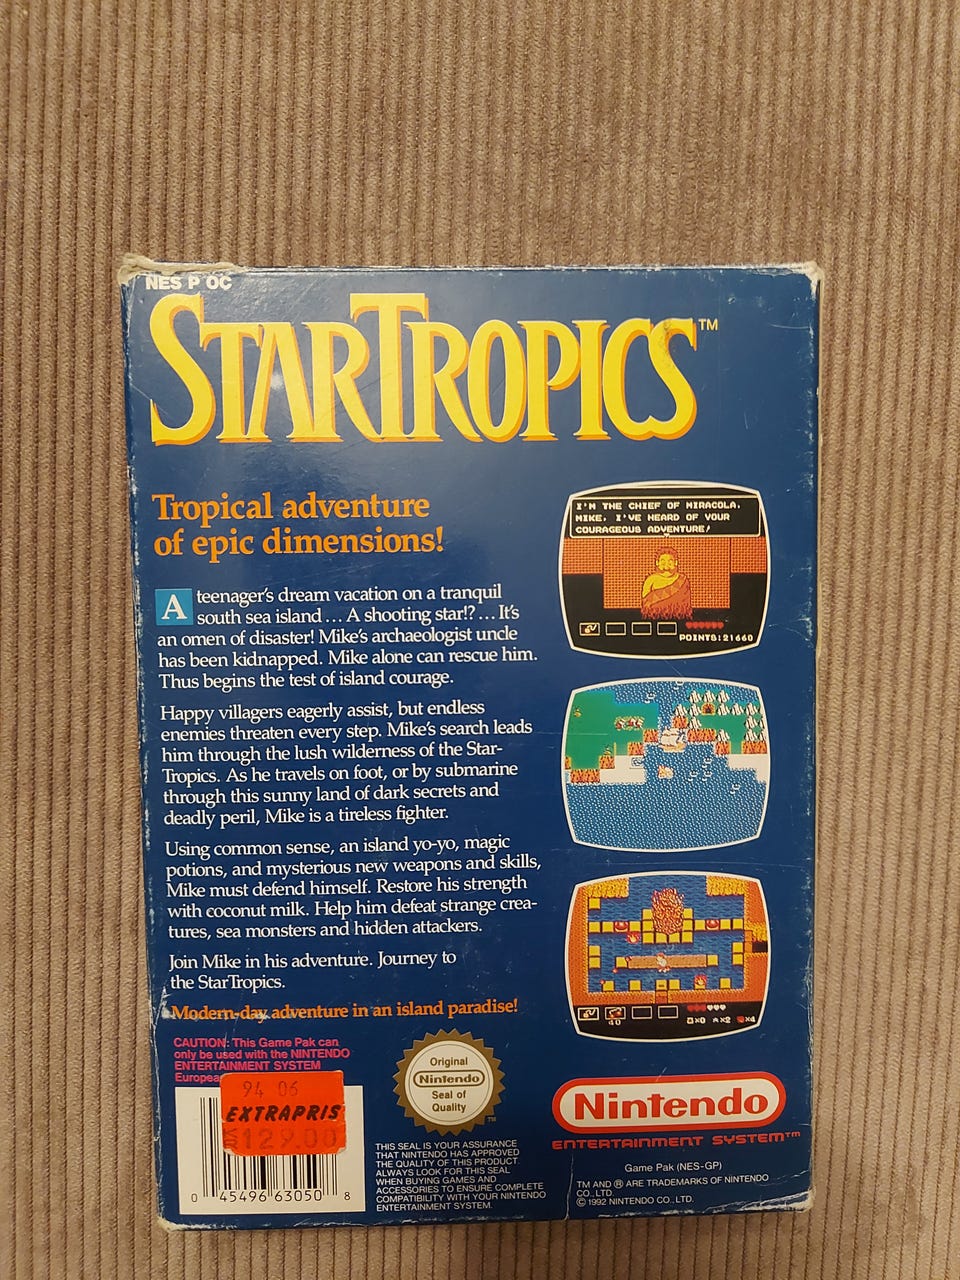 NES P OC
STARTROPICS™
Tropical adventure
of epic dimensions!
A teenager's dream vacation on a tranquil
south sea island ... A shooting star!? ... It's
an omen of disaster! Mike's archaeologist uncle
has been kidnapped. Mike alone can rescue him.
Thus begins the test of island courage.
Happy villagers eagerly assist, but endless
enemies threaten every step. Mike's search leads
him through the lush wilderness of the Star-
Tropics. As he travels on foot, or by submarine
through this sunny land of dark secrets and
deadly peril, Mike is a tireless fighter.
Using common sense, an island yo-yo, magic
potions, and mysterious new weapons and skills,
Mike must defend himself. Restore his strength
with coconut milk. Help him defeat strange crea-
tures, sea monsters and hidden attackers.
Join Mike in his adventure. Journey to
the StarTropics.
Modern-day adventure in an island paradise!
I'M THE CHIEF OF MIRACOLA.
MIKE, I'VE HEARD OF YOUR
COURAGEOUS ADVENTURE!
POINTS:21660
40
×0 ×2 ×4
CAUTION: This Game Pak can
only be used with the NINTENDO
ENTERTAINMENT SYSTEM
Europea
94 06
EXTRAPRIS
129.00
0 45496 63050 8
Original
Nintendo
Seal of
Quality
TM
THIS SEAL IS YOUR ASSURANCE
THAT NINTENDO HAS APPROVED
THE QUALITY OF THIS PRODUCT.
ALWAYS LOOK FOR THIS SEAL
WHEN BUYING GAMES AND
ACCESSORIES TO ENSURE COMPLETE
COMPATIBILITY WITH YOUR NINTENDO
ENTERTAINMENT SYSTEM.
Nintendo®
ENTERTAINMENT SYSTEM™
Game Pak (NES-GP)
TM AND ® ARE TRADEMARKS OF NINTENDO
CO., LTD.
© 1992 NINTENDO CO., LTD.